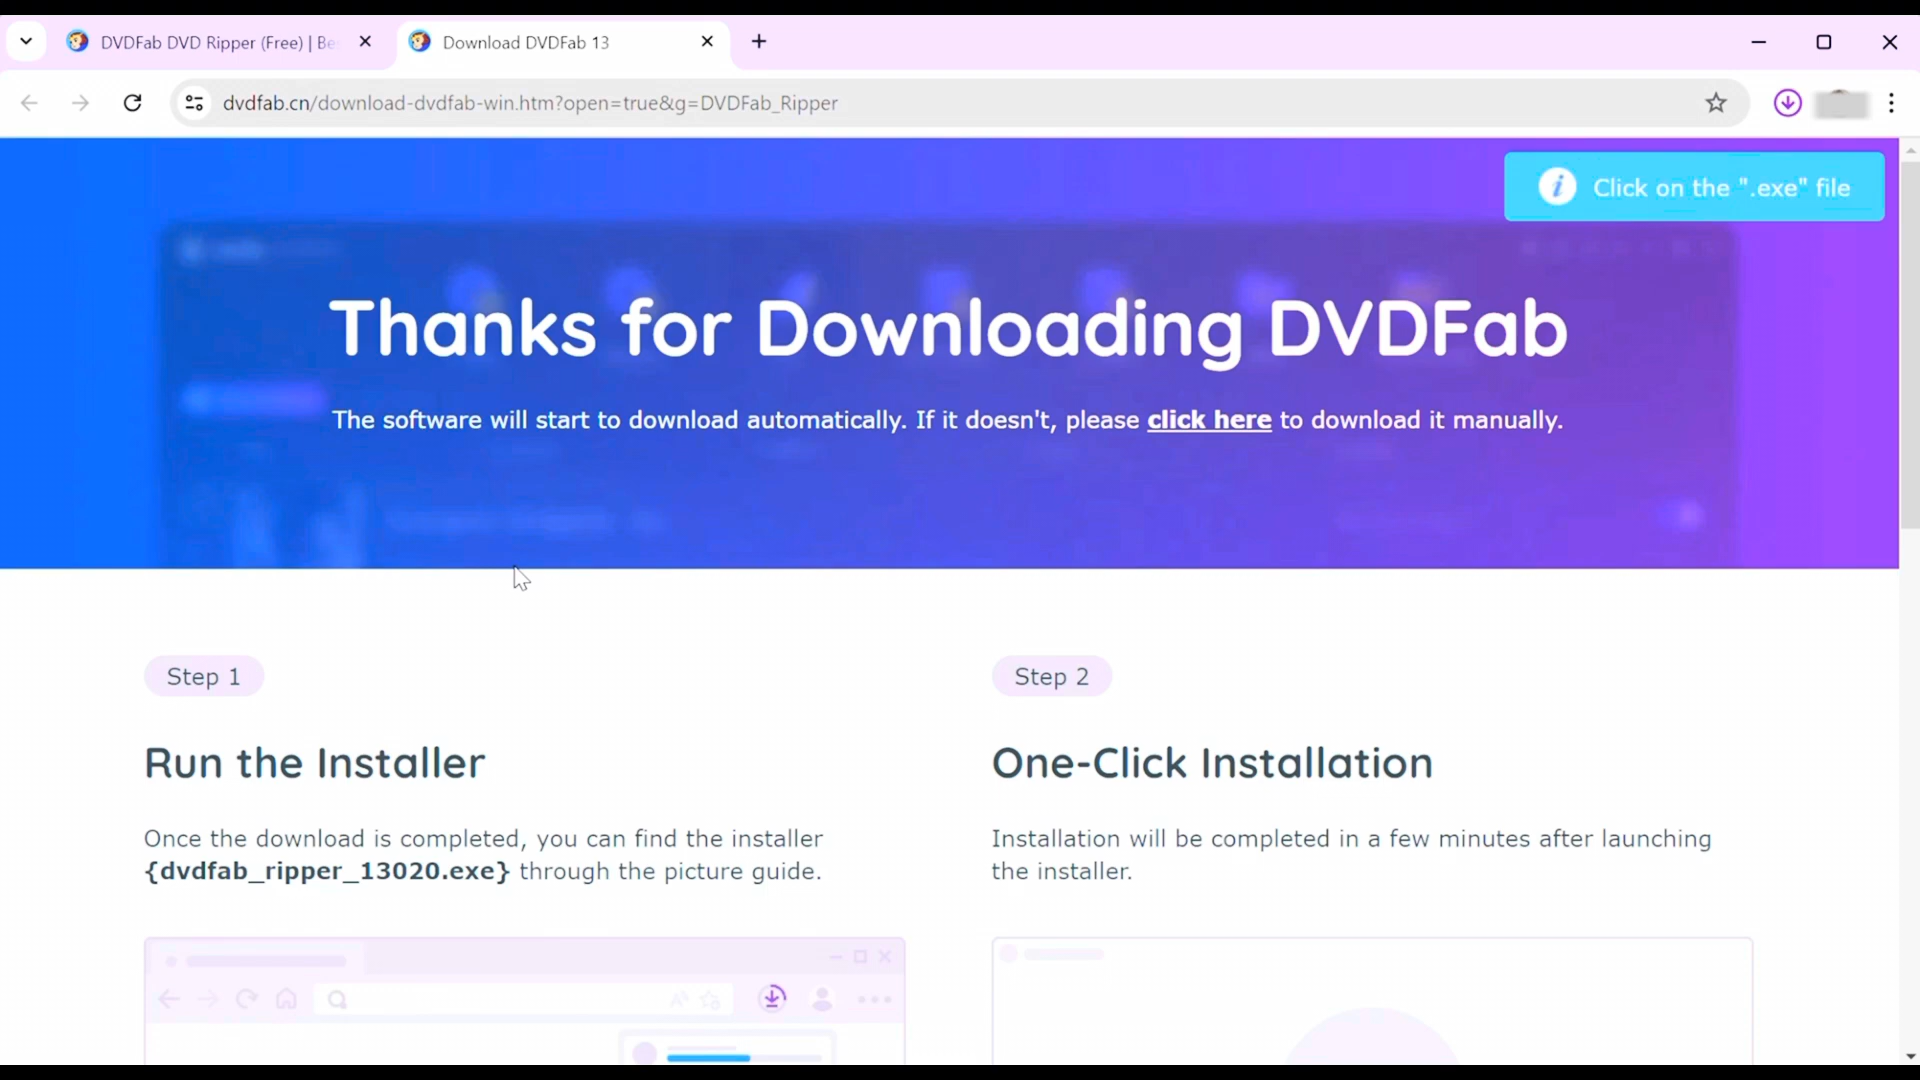 DVDFab DVD Ripper (Free) | Be
Download DVDFab 13
dvdfab.cn/download-dvdfab-win.htm?open=true&g=DVDFab_Ripper
Click on the ".exe" file
Thanks for Downloading DVDFab
The software will start to download automatically. If it doesn't, please click here to download it manually.
Step 1
Run the Installer
Once the download is completed, you can find the installer
{dvdfab_ripper_13020.exe} through the picture guide.
Step 2
One-Click Installation
Installation will be completed in a few minutes after launching
the installer.